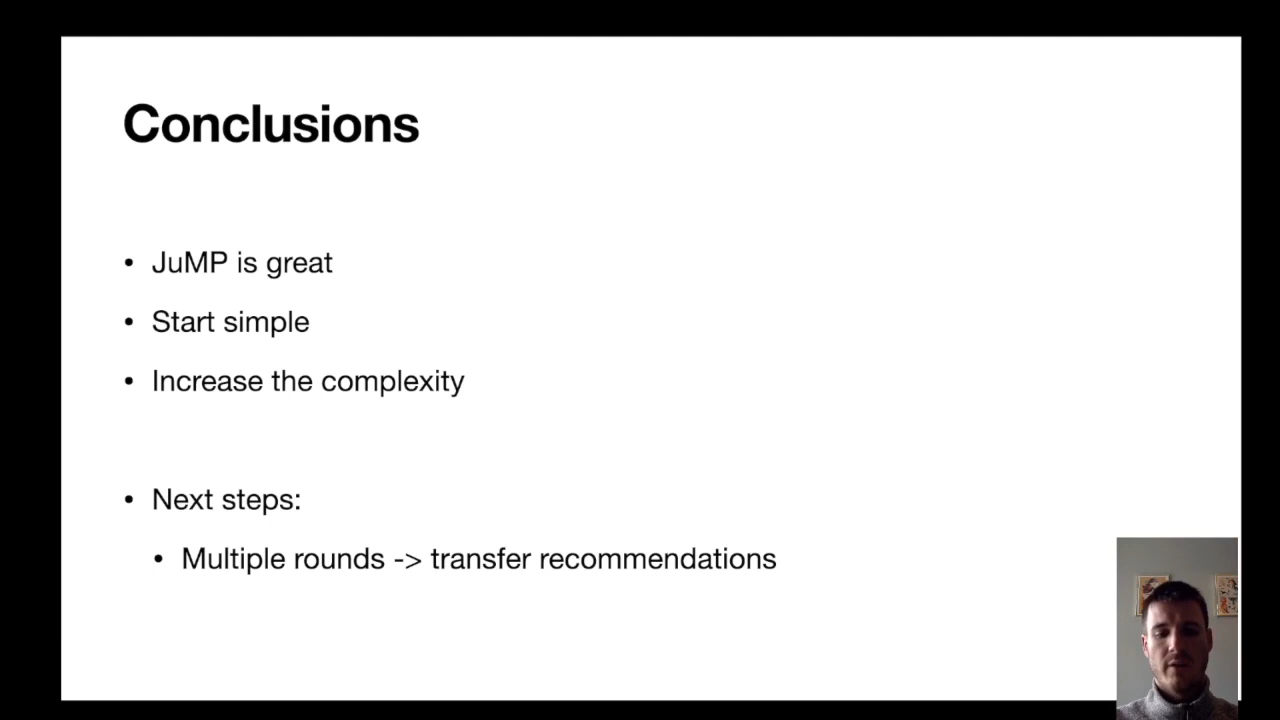 Conclusions
• JuMP is great
• Start simple
• Increase the complexity
• Next steps:
• Multiple rounds -> transfer recommendations